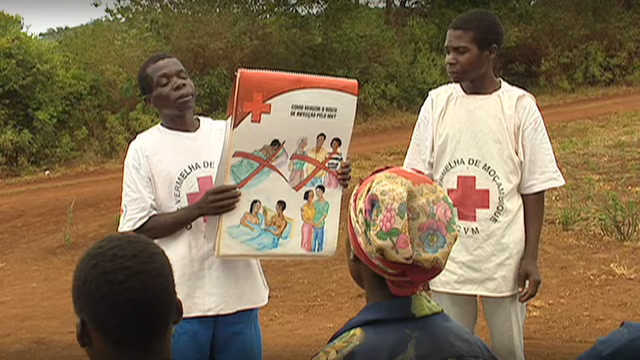 COMO REDUZIR O RISCO
DE INFECÇÃO PELO HIV?
VERMELHA DE
VERMELHA DE MOÇAMBIQUE
CVM